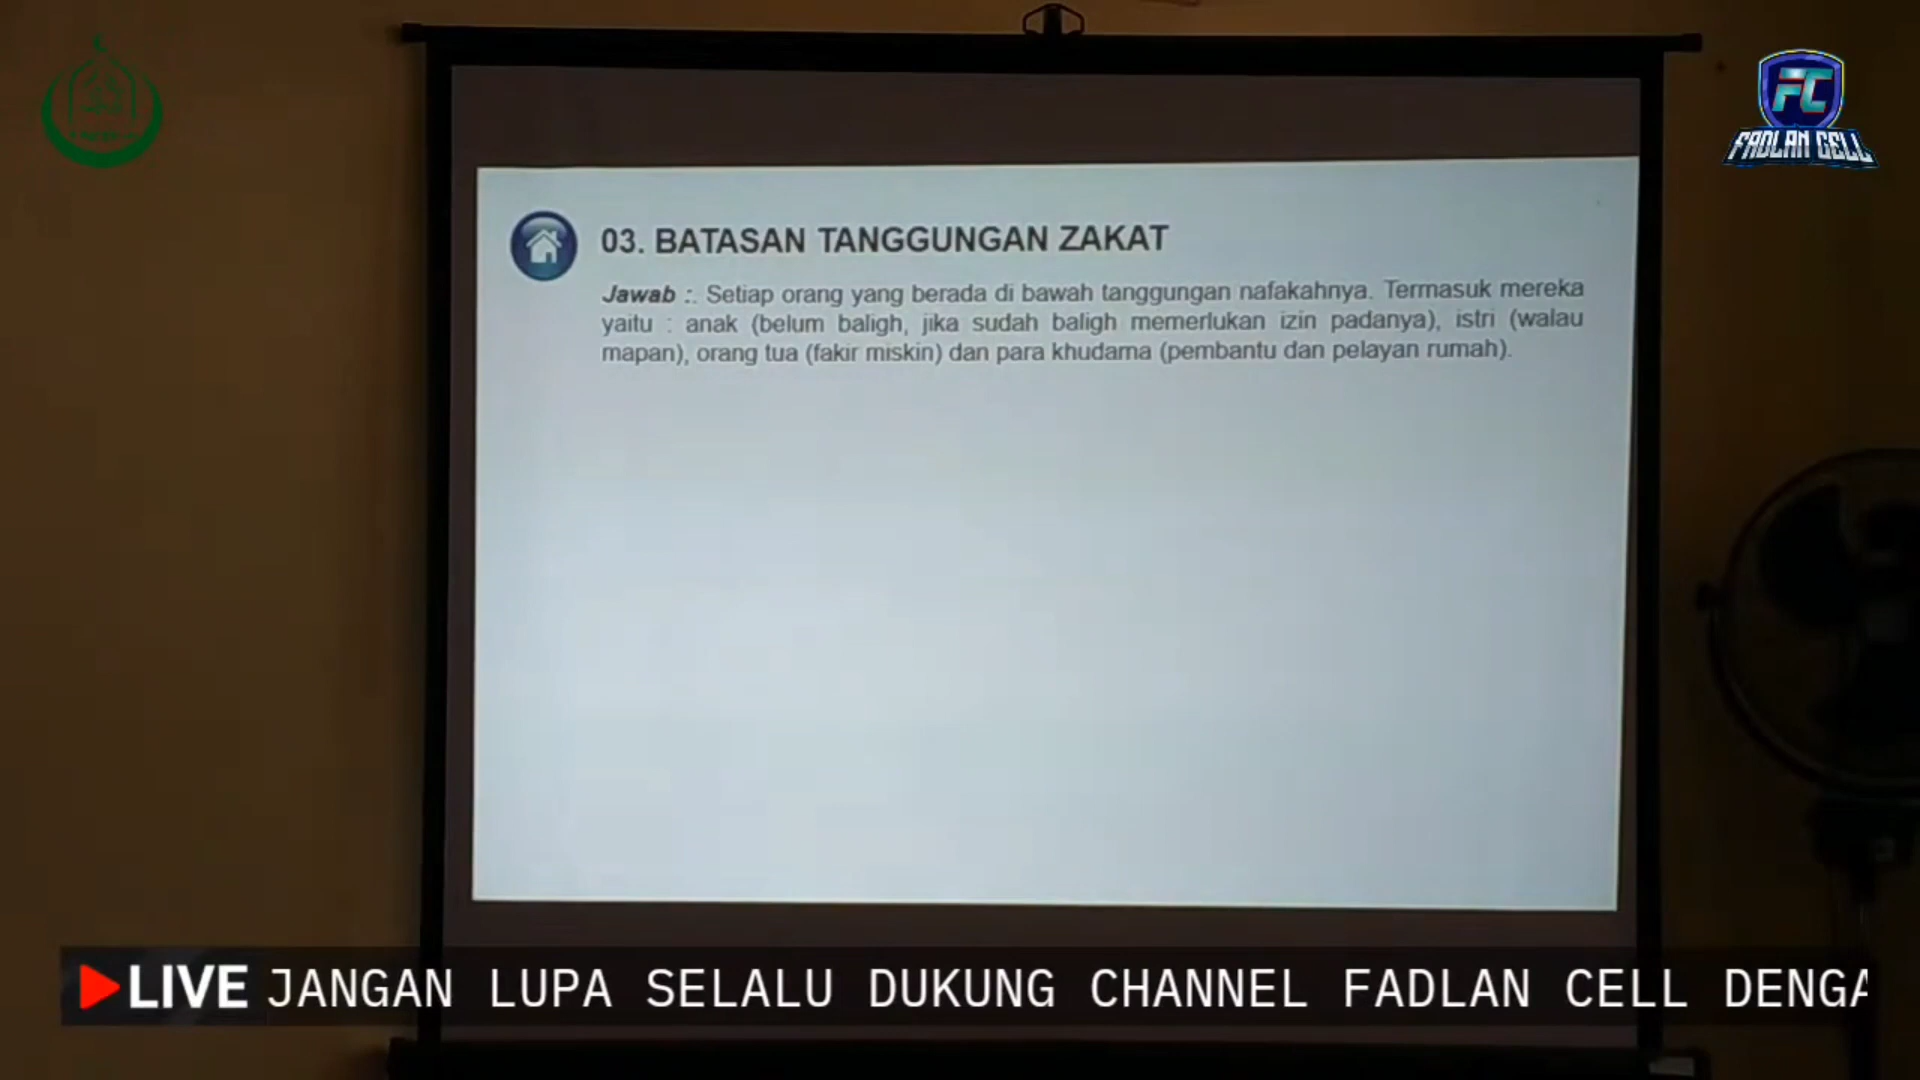 FC
FADLAN CELL
03. BATASAN TANGGUNGAN ZAKAT
Jawab :. Setiap orang yang berada di bawah tanggungan nafakahnya. Termasuk mereka
yaitu : anak (belum baligh, jika sudah baligh memerlukan izin padanya), istri (walau
mapan), orang tua (fakir miskin) dan para khudama (pembantu dan pelayan rumah).
LIVE JANGAN LUPA SELALU DUKUNG CHANNEL FADLAN CELL DENGA